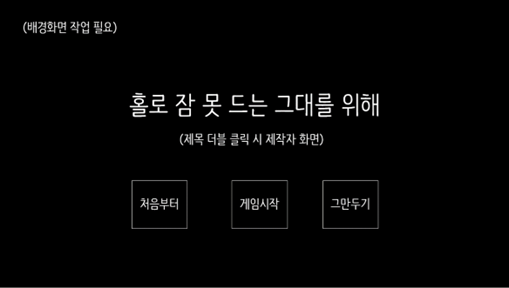 (배경화면 작업 필요)
홀로 잠 못 드는 그대를 위해
(제목 더블 클릭 시 제작자 화면)
처음부터 게임시작 그만두기